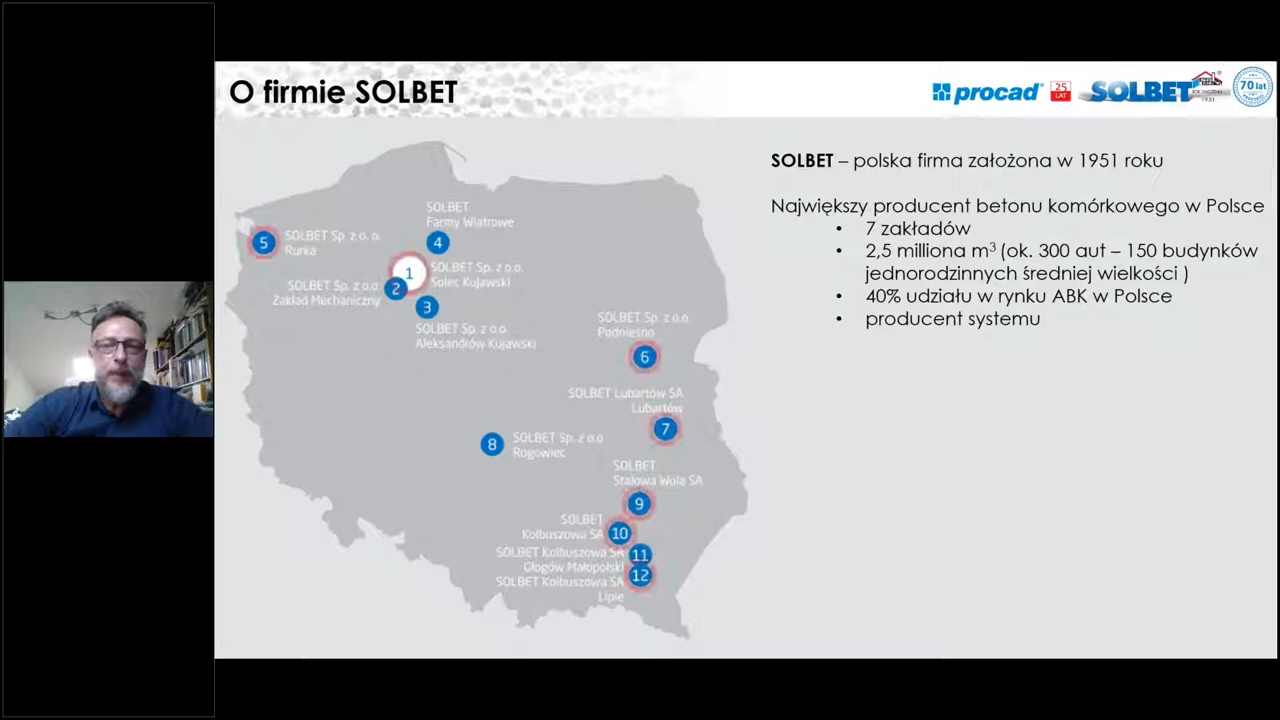 O firmie SOLBET
procad
25
LAT
SOLBET
1951
70 lat
SOLBET – polska firma założona w 1951 roku
Największy producent betonu komórkowego w Polsce
• 7 zakładów
• 2,5 miliona m³ (ok. 300 aut – 150 budynków
jednorodzinnych średniej wielkości )
• 40% udziału w rynku ABK w Polsce
• producent systemu
SOLBET
Farmy Wiatrowe
4
5
SOLBET Sp. z o. o.
Rurka
1
SOLBET Sp. z o.o.
Solec Kujawski
SOLBET Sp. z o.o.
Zakład Mechaniczny
2
3
SOLBET Sp. z o.o.
Aleksandrów Kujawski
SOLBET Sp. z o.o.
Podnieśno
6
SOLBET Lubartów SA
Lubartów
7
8
SOLBET Sp. z o.o
Rogowiec
SOLBET
Stalowa Wola SA
9
SOLBET
Kolbuszowa SA
10
SOLBET Kolbuszowa SA
Głogów Małopolski
11
SOLBET Kolbuszowa SA
Lipie
12